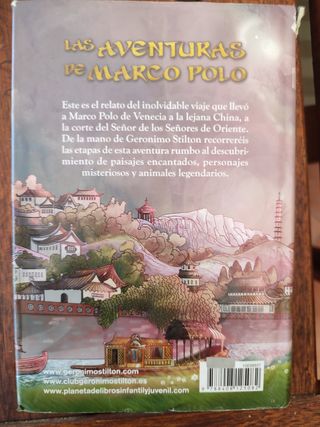 LAS AVENTURAS
DE MARCO POLO
Este es el relato del inolvidable viaje que llevó
a Marco Polo de Venecia a la lejana China, a
la corte del Señor de los Señores de Oriente.
De la mano de Geronimo Stilton recorreréis
las etapas de esta aventura rumbo al descubri-
miento de paisajes encantados, personajes
misteriosos y animales legendarios.
www.geronimostilton.com
www.clubgeronimostilton.es
www.planetadelibrosinfantilyjuvenil.com